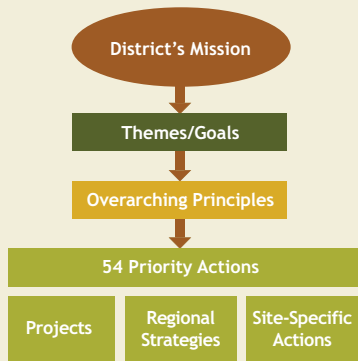 District's Mission
Themes/Goals
Overarching Principles
54 Priority Actions
Projects
Regional
Strategies
Site-Specific
Actions